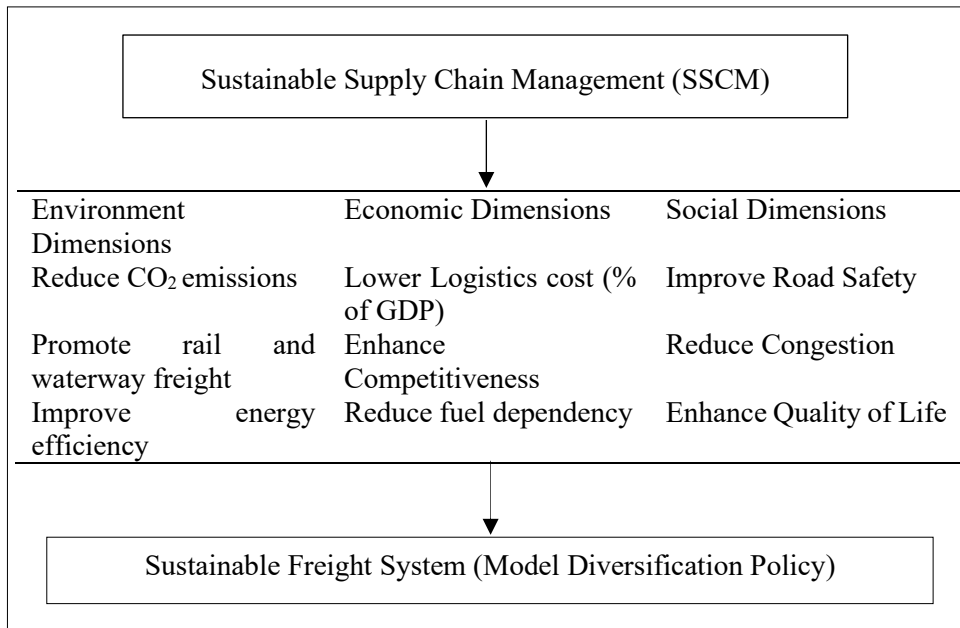 Sustainable Supply Chain Management (SSCM)
Environment Dimensions
Economic Dimensions
Social Dimensions
Reduce CO₂ emissions
Lower Logistics cost (% of GDP)
Improve Road Safety
Promote rail and waterway freight
Enhance Competitiveness
Reduce Congestion
Improve energy efficiency
Reduce fuel dependency
Enhance Quality of Life
Sustainable Freight System (Model Diversification Policy)